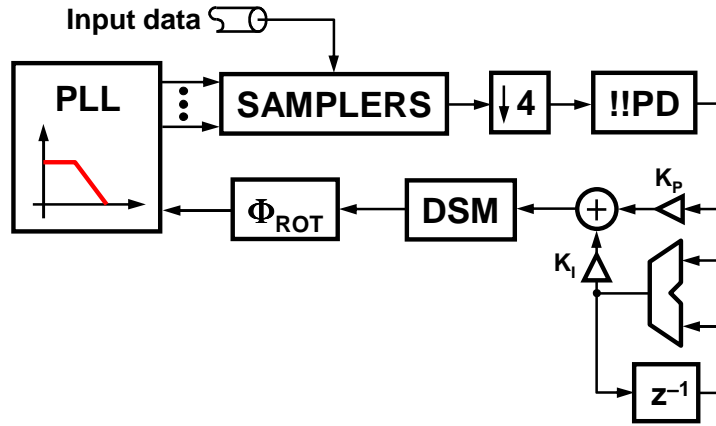 Input data
PLL
SAMPLERS
↓4
!!PD
ΦROT
DSM
+
KP
KI
z–1